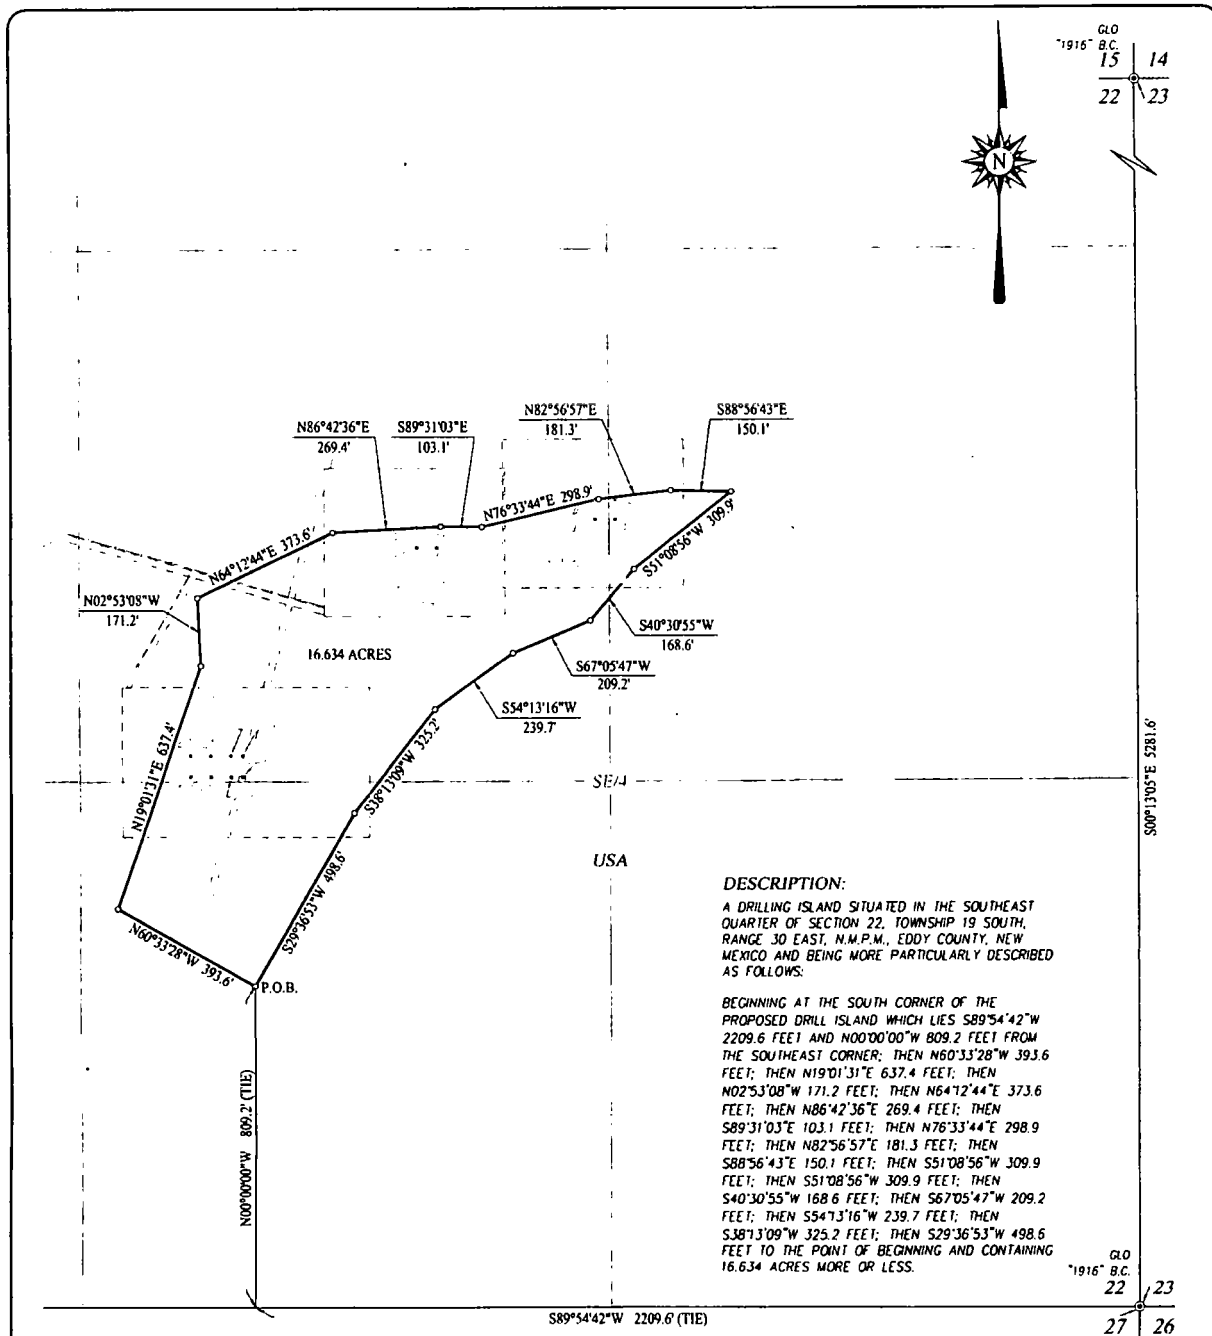 GLO
"1916" B.C.
15 14
22 23
N
N82°56'57"E
181.3'
S88°56'43"E
150.1'
N86°42'36"E
269.4'
S89°31'03"E
103.1'
N76°33'44"E 298.9'
S51°08'56"W 309.9'
N64°12'44"E 373.6'
N02°53'08"W
171.2'
S40°30'55"W
168.6'
16.634 ACRES
S67°05'47"W
209.2'
S54°13'16"W
239.7'
N19°01'31"E 637.4'
S38°13'09"W 325.2'
SE/4
S00°13'05"E 5281.6'
USA
S29°36'53"W 498.6'
N60°33'28"W 393.6'
P.O.B.
N00°00'00"W 809.2' (TIE)
DESCRIPTION:
A DRILLING ISLAND SITUATED IN THE SOUTHEAST
QUARTER OF SECTION 22, TOWNSHIP 19 SOUTH,
RANGE 30 EAST, N.M.P.M., EDDY COUNTY, NEW
MEXICO AND BEING MORE PARTICULARLY DESCRIBED
AS FOLLOWS:
BEGINNING AT THE SOUTH CORNER OF THE
PROPOSED DRILL ISLAND WHICH LIES S89°54'42"W
2209.6 FEET AND N00°00'00"W 809.2 FEET FROM
THE SOUTHEAST CORNER; THEN N60°33'28"W 393.6
FEET; THEN N19°01'31"E 637.4 FEET; THEN
N02°53'08"W 171.2 FEET; THEN N64°12'44"E 373.6
FEET; THEN N86°42'36"E 269.4 FEET; THEN
S89°31'03"E 103.1 FEET; THEN N76°33'44"E 298.9
FEET; THEN N82°56'57"E 181.3 FEET; THEN
S88°56'43"E 150.1 FEET; THEN S51°08'56"W 309.9
FEET; THEN S51°08'56"W 309.9 FEET; THEN
S40°30'55"W 168.6 FEET; THEN S67°05'47"W 209.2
FEET; THEN S54°13'16"W 239.7 FEET; THEN
S38°13'09"W 325.2 FEET; THEN S29°36'53"W 498.6
FEET TO THE POINT OF BEGINNING AND CONTAINING
16.634 ACRES MORE OR LESS.
GLO
"1916" B.C.
22 23
27 26
S89°54'42"W 2209.6' (TIE)